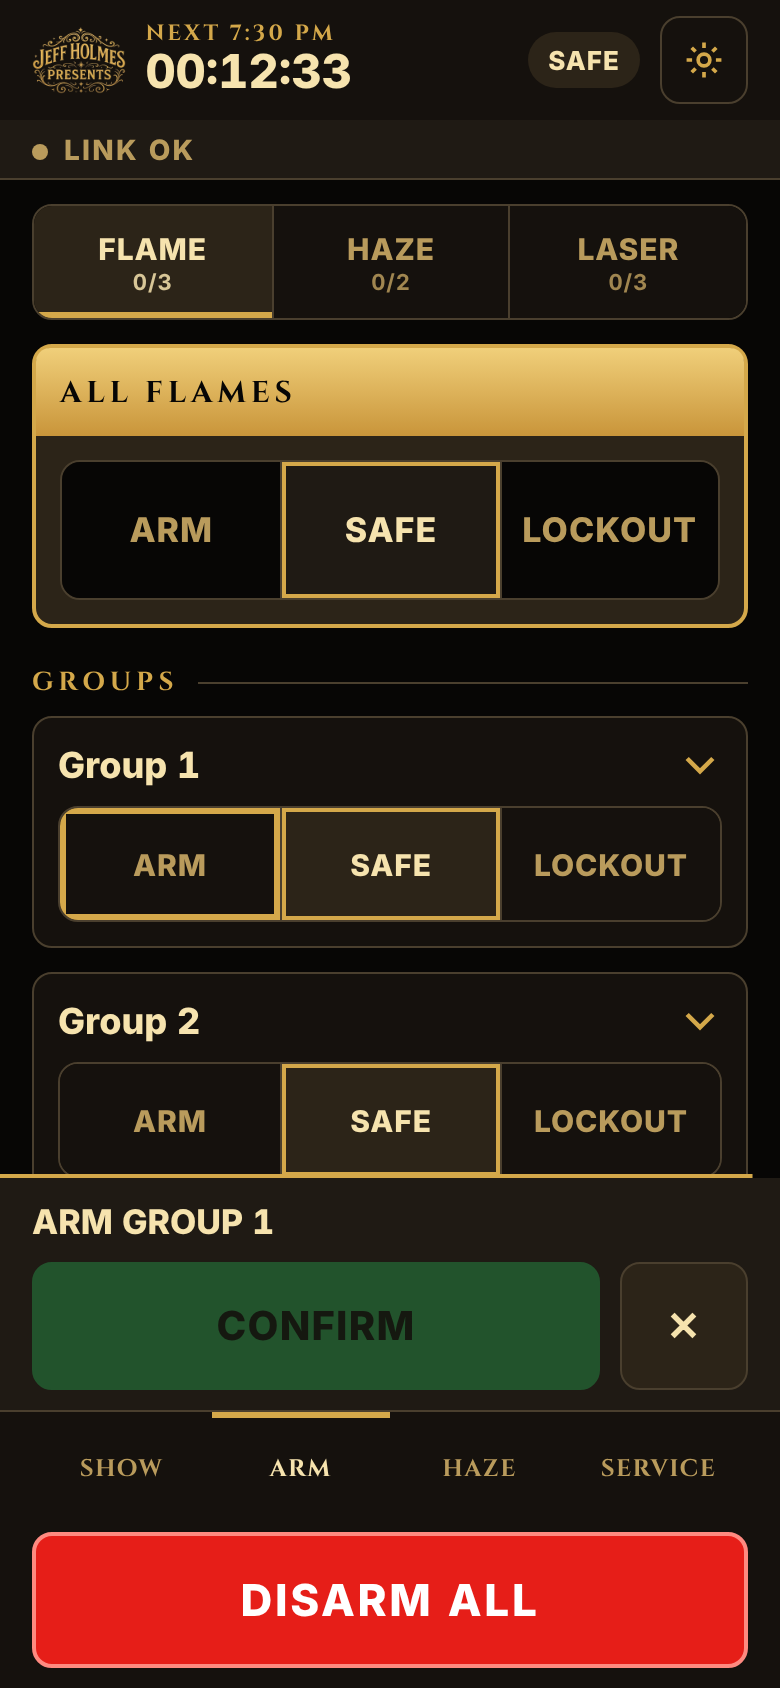 JEFF HOLMES
PRESENTS
NEXT 7:30 PM
00:12:33
SAFE
LINK OK
FLAME
0/3
HAZE
0/2
LASER
0/3
ALL FLAMES
ARM
SAFE
LOCKOUT
GROUPS
Group 1
ARM
SAFE
LOCKOUT
Group 2
ARM
SAFE
LOCKOUT
ARM GROUP 1
CONFIRM
✕
SHOW
ARM
HAZE
SERVICE
DISARM ALL